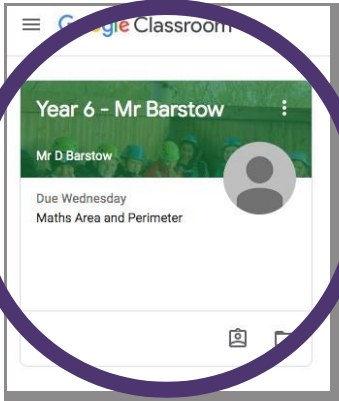 Google Classroom
Year 6 - Mr Barstow
Mr D Barstow
Due Wednesday
Maths Area and Perimeter